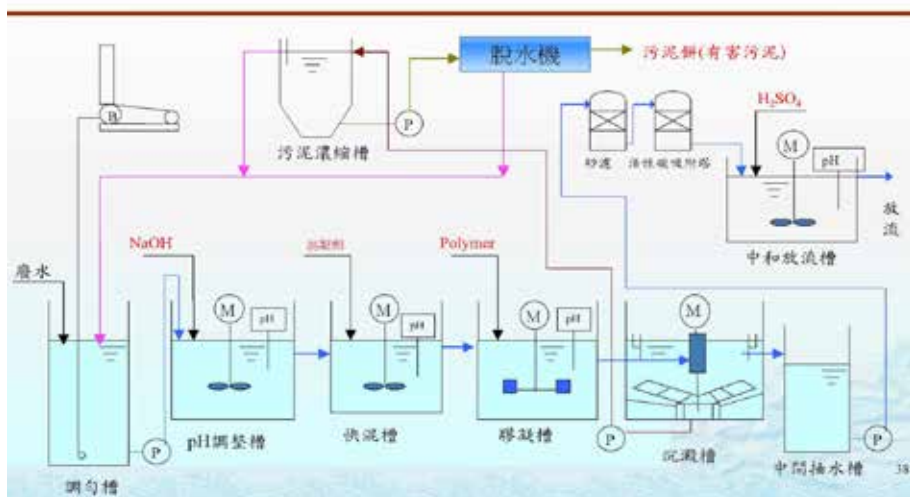 脫水機
污泥餅(有害污泥)
H₂SO₄
B
P
污泥濃縮槽
砂濾
活性碳吸附塔
M
pH
放流
中和放流槽
NaOH
混凝劑
Polymer
廢水
M
pH
M
pH
M
pH
M
P
pH調整槽
快混槽
膠凝槽
P
沉澱槽
P
中間抽水槽
38
調勻槽